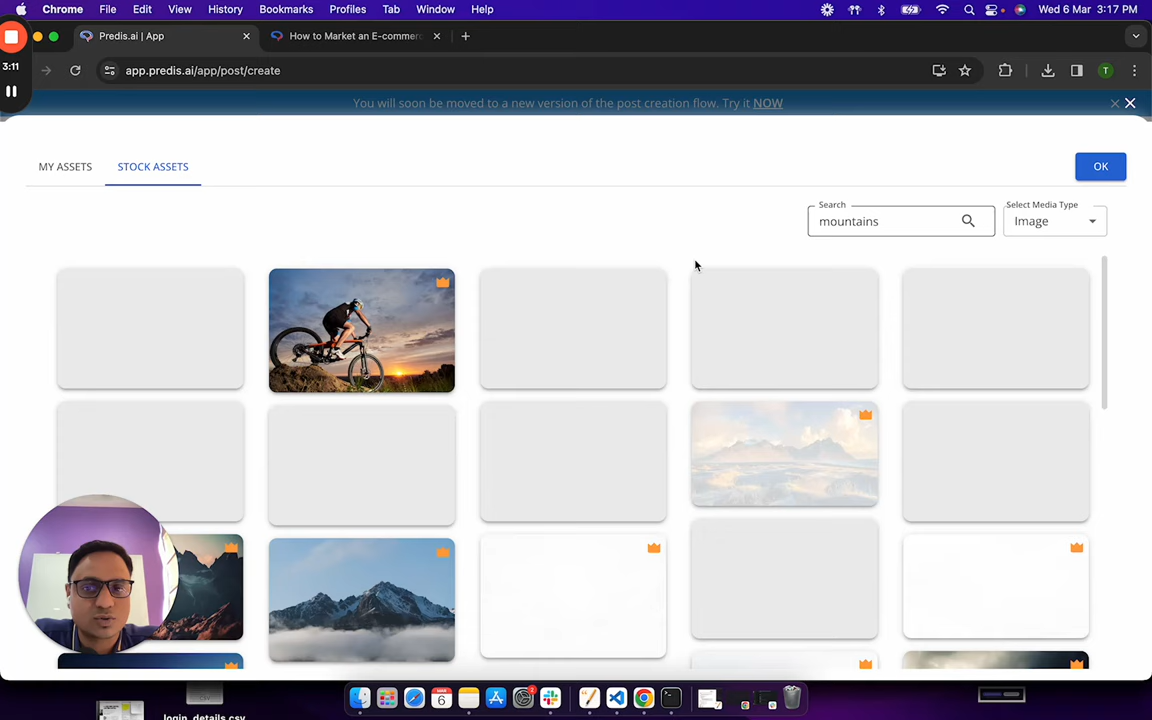 Chrome File Edit View History Bookmarks Profiles Tab Window Help Wed 6 Mar 3:17 PM
Predis.ai | App How to Market an E-commer
3:11
app.predis.ai/app/post/create T
You will soon be moved to a new version of the post creation flow. Try it NOW
MY ASSETS STOCK ASSETS OK
Search Select Media Type
mountains Image
6
login_details.csv